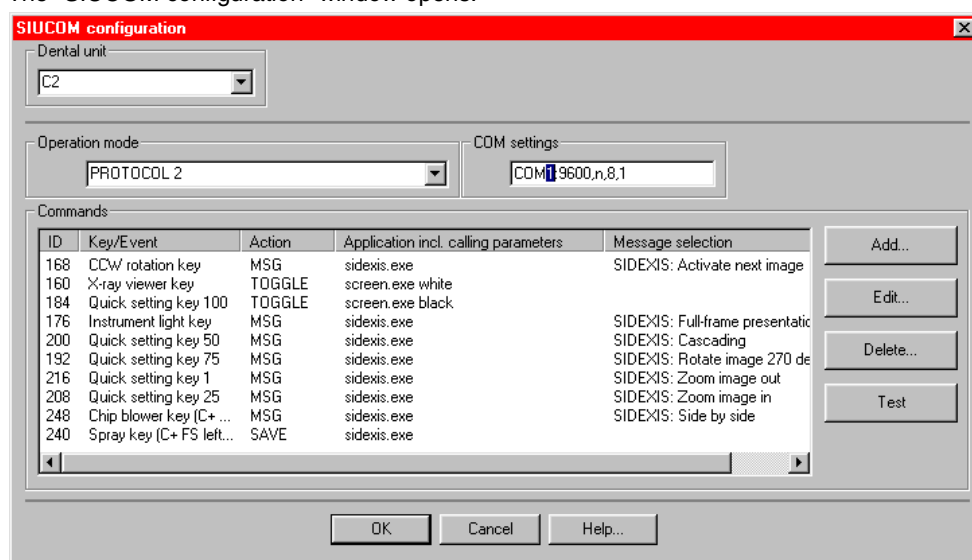 The "SIUCOM configuration" window opens.
SIUCOM configuration
Dental unit
C2
Operation mode
COM settings
PROTOCOL 2
COM1:9600,n,8,1
Commands
ID Key/Event Action Application incl. calling parameters Message selection
168 CCW rotation key MSG sidexis.exe SIDEXIS: Activate next image
160 X-ray viewer key TOGGLE screen.exe white
184 Quick setting key 100 TOGGLE screen.exe black
176 Instrument light key MSG sidexis.exe SIDEXIS: Full-frame presentatic
200 Quick setting key 50 MSG sidexis.exe SIDEXIS: Cascading
192 Quick setting key 75 MSG sidexis.exe SIDEXIS: Rotate image 270 de
216 Quick setting key 1 MSG sidexis.exe SIDEXIS: Zoom image out
208 Quick setting key 25 MSG sidexis.exe SIDEXIS: Zoom image in
248 Chip blower key (C+ ... MSG sidexis.exe SIDEXIS: Side by side
240 Spray key (C+ FS left... SAVE sidexis.exe
Add...
Edit...
Delete...
Test
OK Cancel Help...